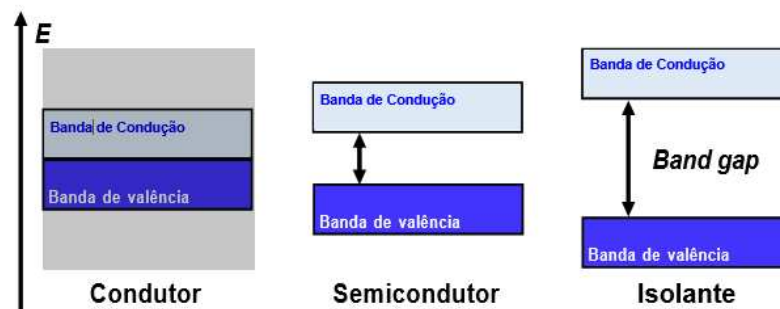 E
Banda de Condução
Banda de valência
Condutor
Banda de Condução
Banda de valência
Semicondutor
Banda de Condução
Band gap
Banda de valência
Isolante